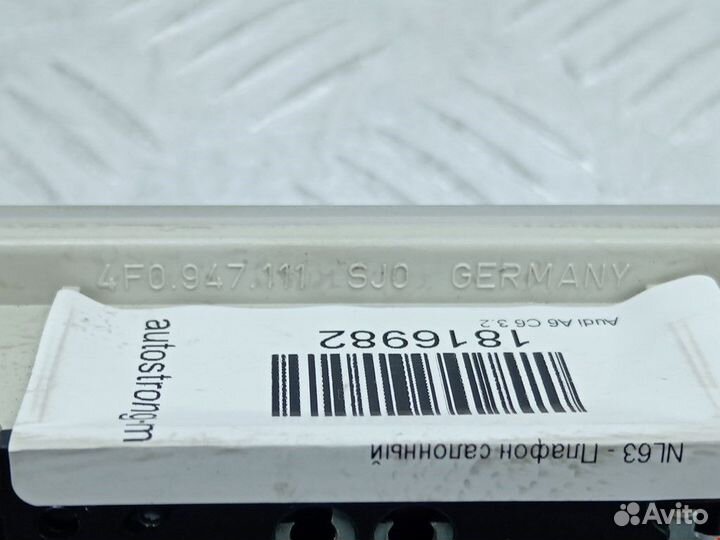 4F0.947.111 SJ0 GERMANY
autostrong-m
NL63 - Плафон салонный
1816982
Audi A6 C6 3.2
Avito